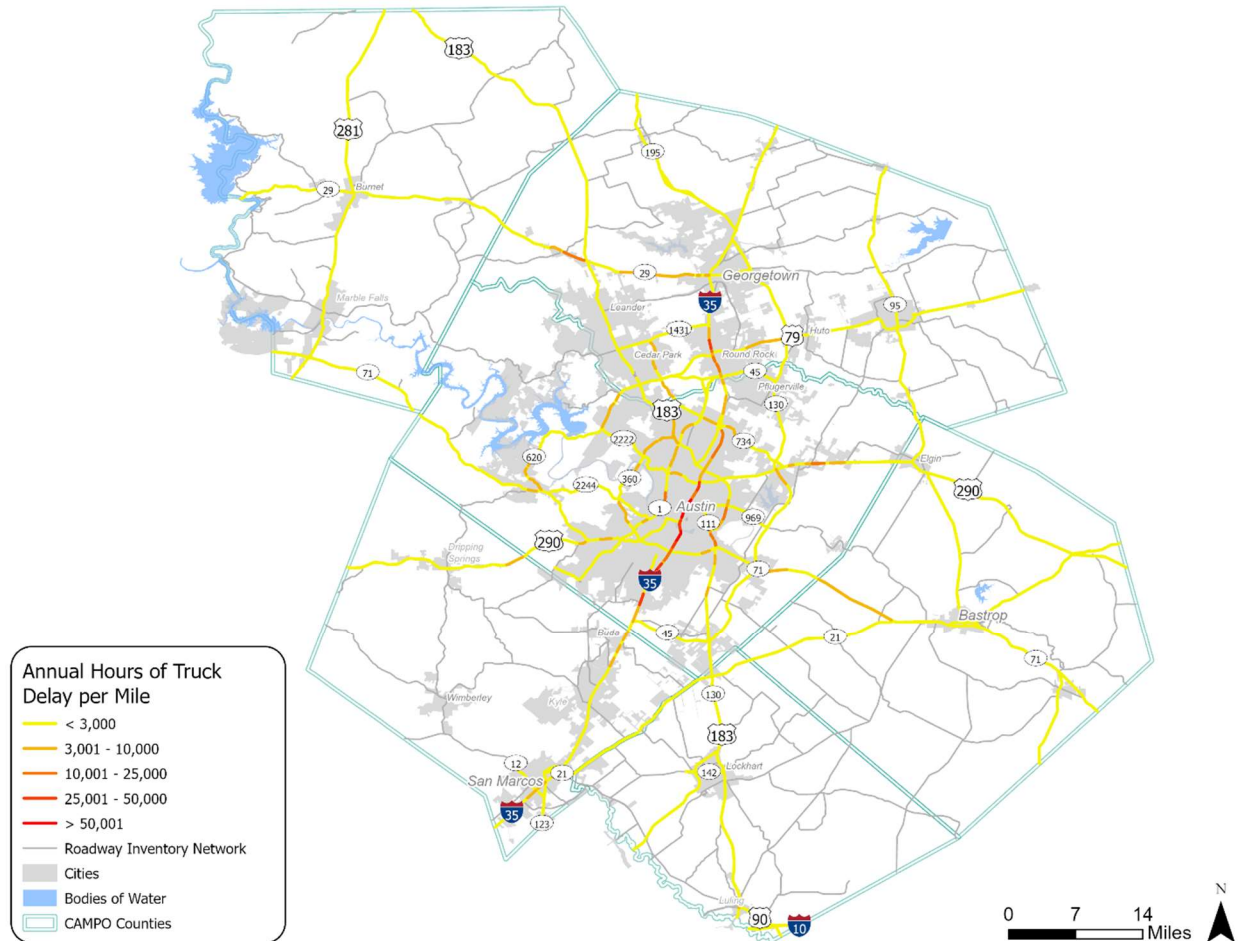 183
281
195
29
Burnet
29
Georgetown
35
Marble Falls
Leander
95
1431
79
Huto
Cedar Park
Round Rock
71
45
Pflugerville
183
130
2222
734
620
360
Elgin
2244
290
1
Austin
111
969
290
Dripping
Springs
35
71
Bastrop
Buda
45
21
71
Wimberley
Kyle
130
183
12
San Marcos
21
142
Lockhart
35
123
Luling
90
10
Annual Hours of Truck
Delay per Mile
< 3,000
3,001 - 10,000
10,001 - 25,000
25,001 - 50,000
> 50,001
Roadway Inventory Network
Cities
Bodies of Water
CAMPO Counties
0 7 14
Miles
N